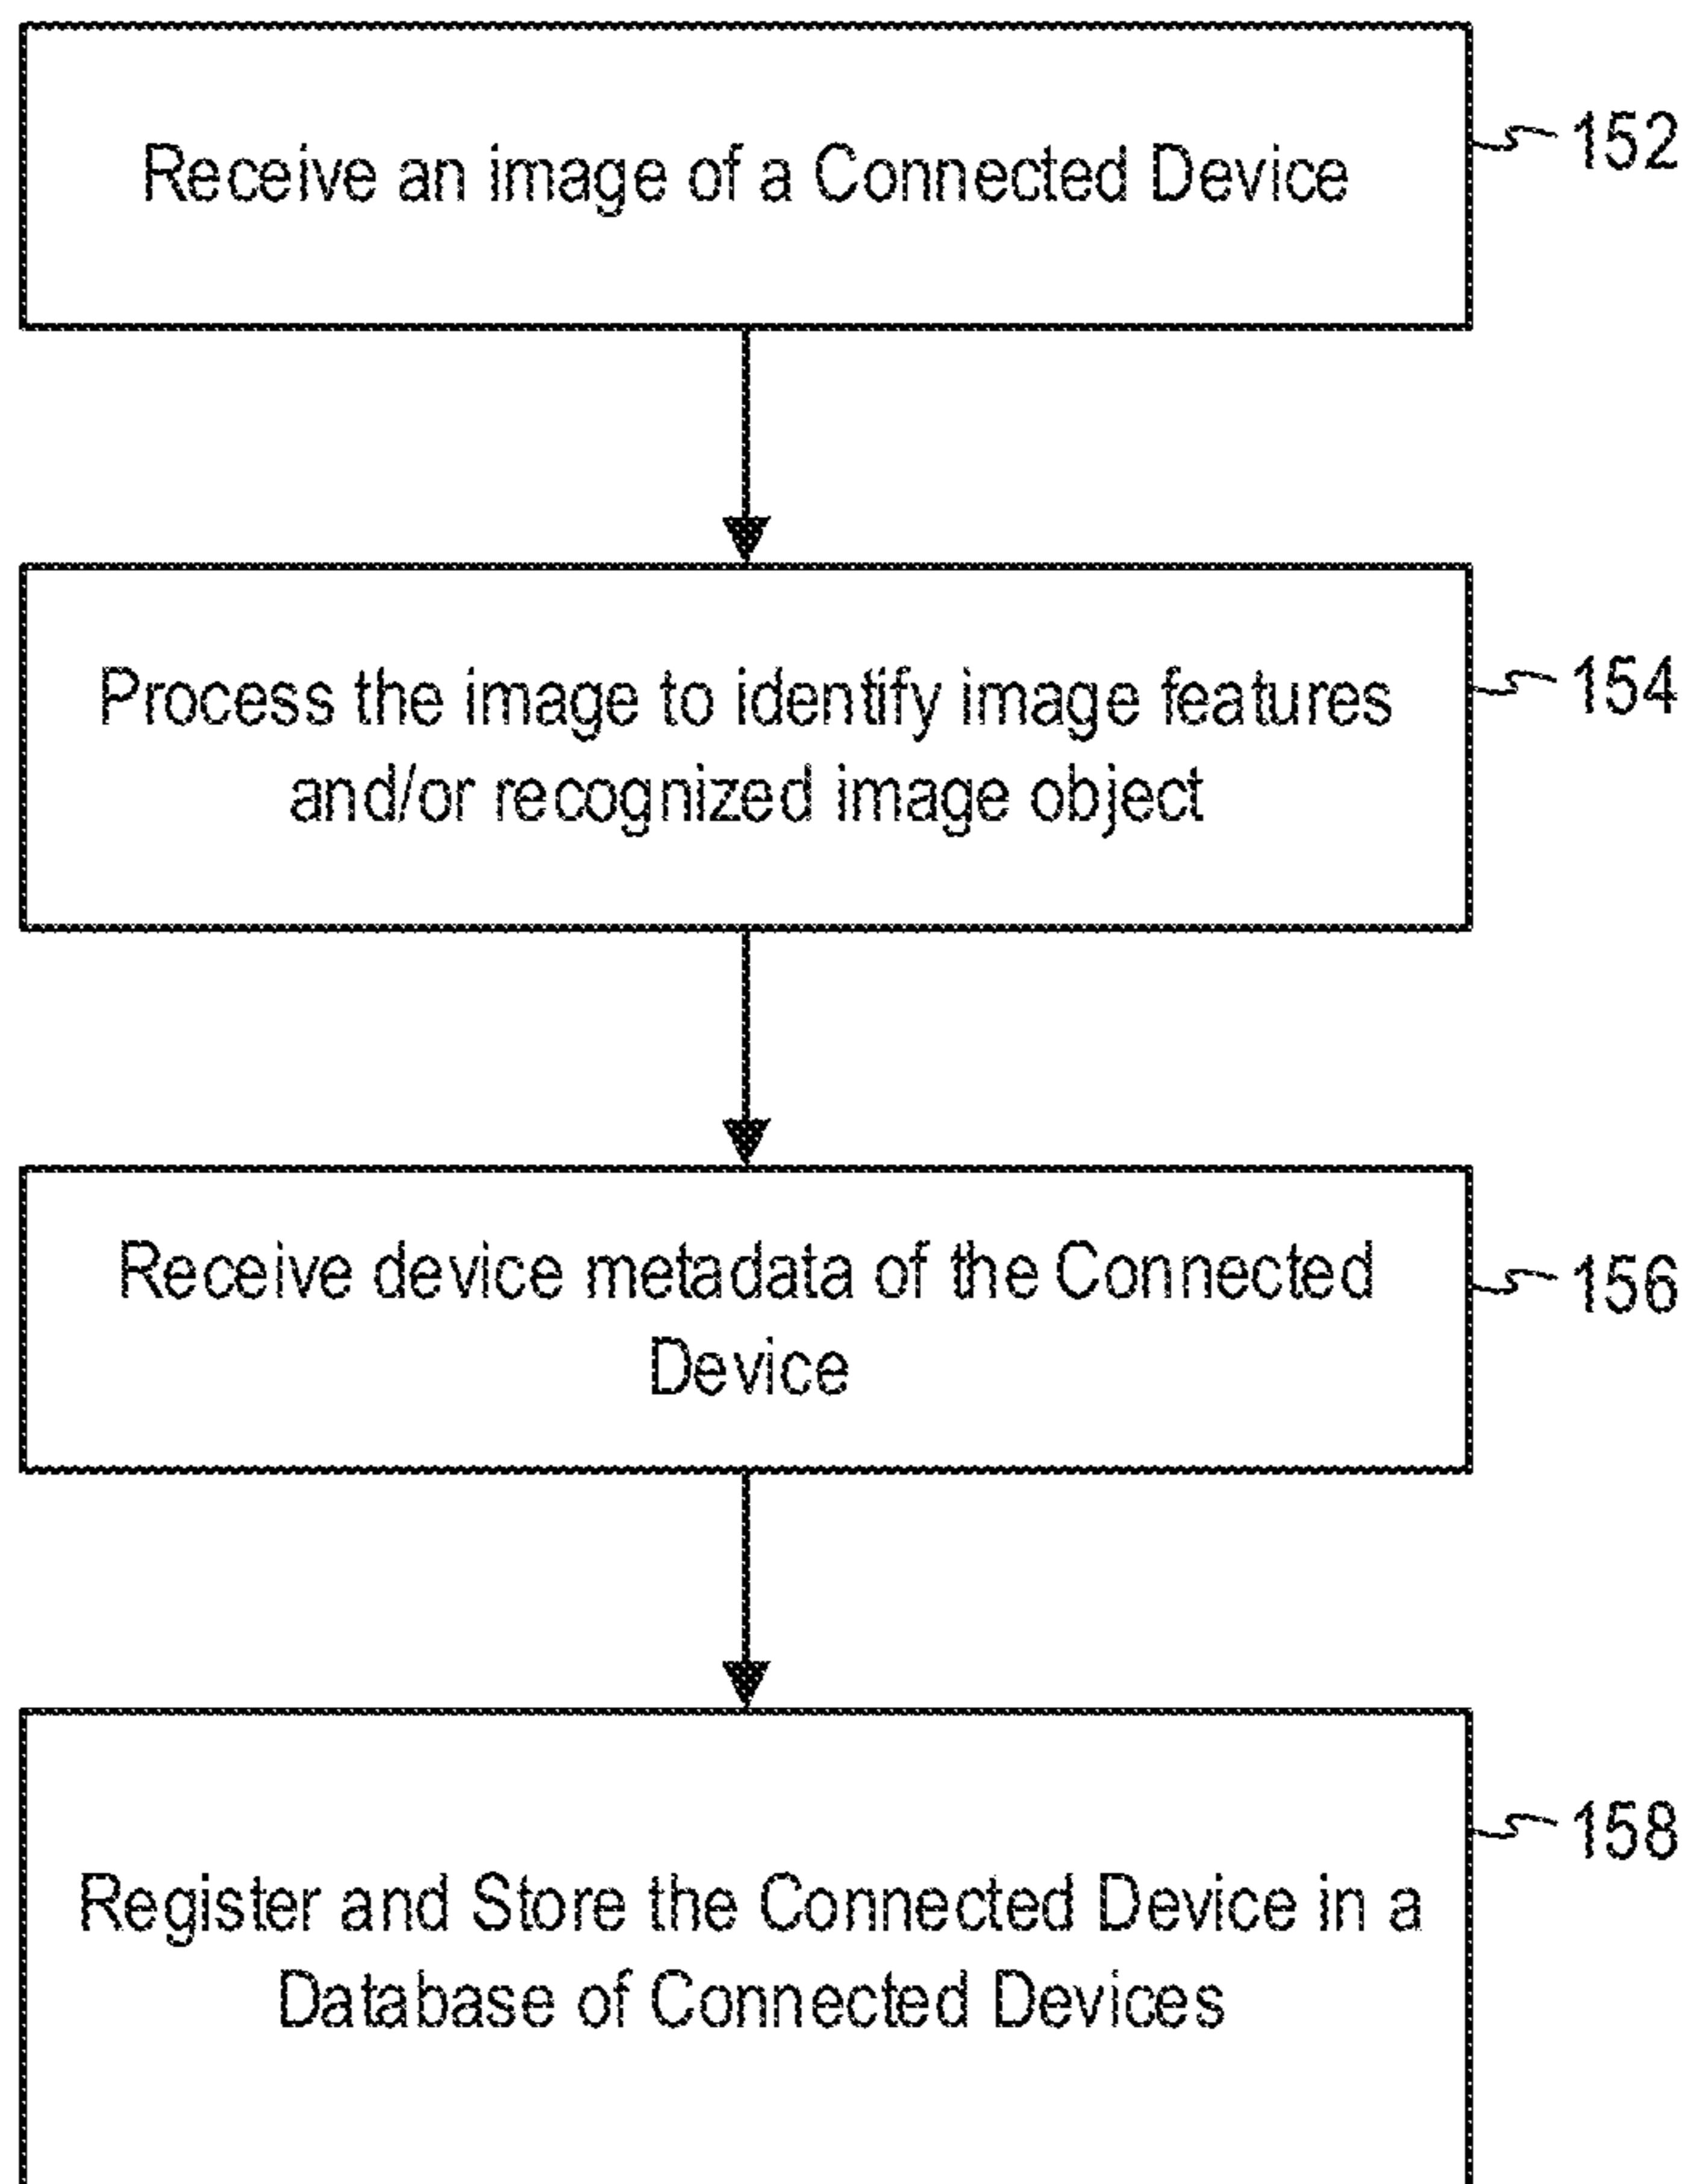 Receive an image of a Connected Device
152
Process the image to identify image features
and/or recognized image object
154
Receive device metadata of the Connected
Device
156
Register and Store the Connected Device in a
Database of Connected Devices
158